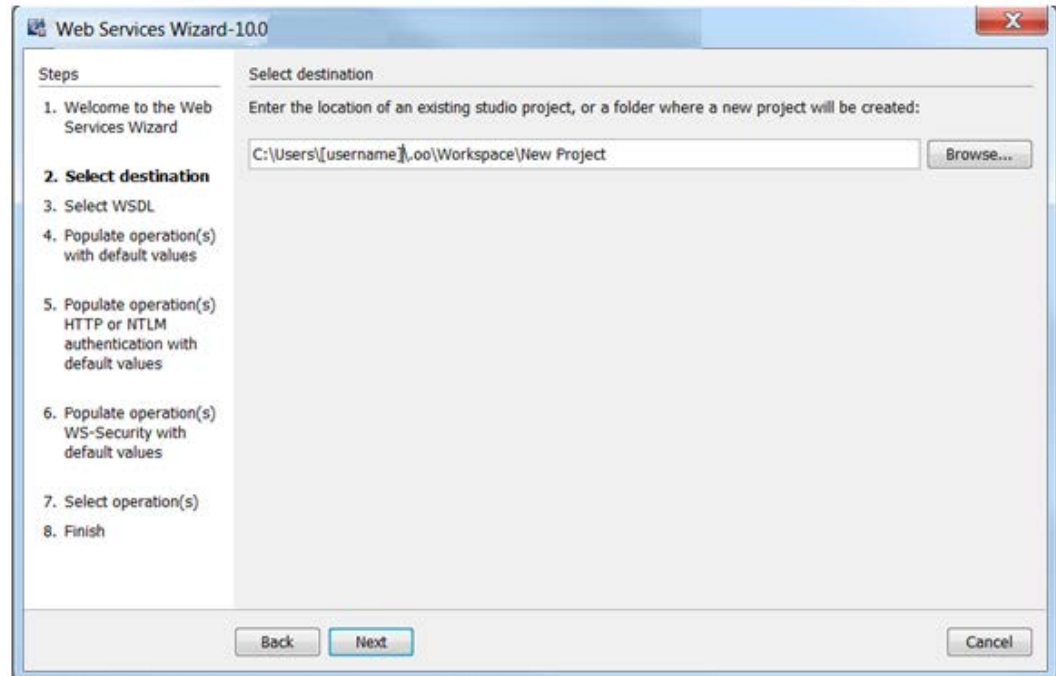 Web Services Wizard-10.0
Steps
1. Welcome to the Web
Services Wizard
2. Select destination
3. Select WSDL
4. Populate operation(s)
with default values
5. Populate operation(s)
HTTP or NTLM
authentication with
default values
6. Populate operation(s)
WS-Security with
default values
7. Select operation(s)
8. Finish
Select destination
Enter the location of an existing studio project, or a folder where a new project will be created:
C:\Users\[username]\.oo\Workspace\New Project
Browse...
Back
Next
Cancel